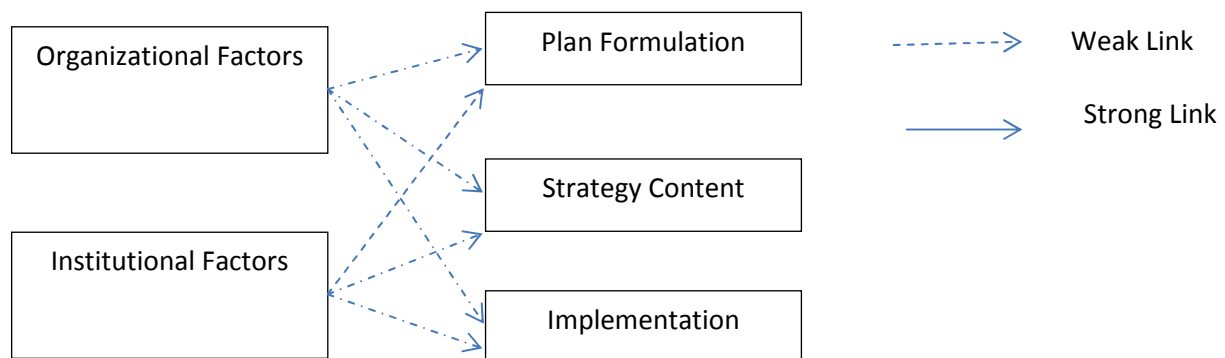 Organizational Factors
Institutional Factors
Plan Formulation
Strategy Content
Implementation
Weak Link
Strong Link